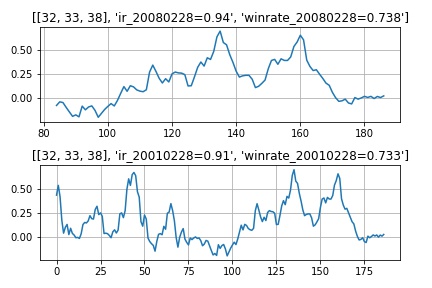 [[32, 33, 38], 'ir_20080228=0.94', 'winrate_20080228=0.738']
0.50
0.25
0.00
80 100 120 140 160 180
[[32, 33, 38], 'ir_20010228=0.91', 'winrate_20010228=0.733']
0.50
0.25
0.00
0 25 50 75 100 125 150 175